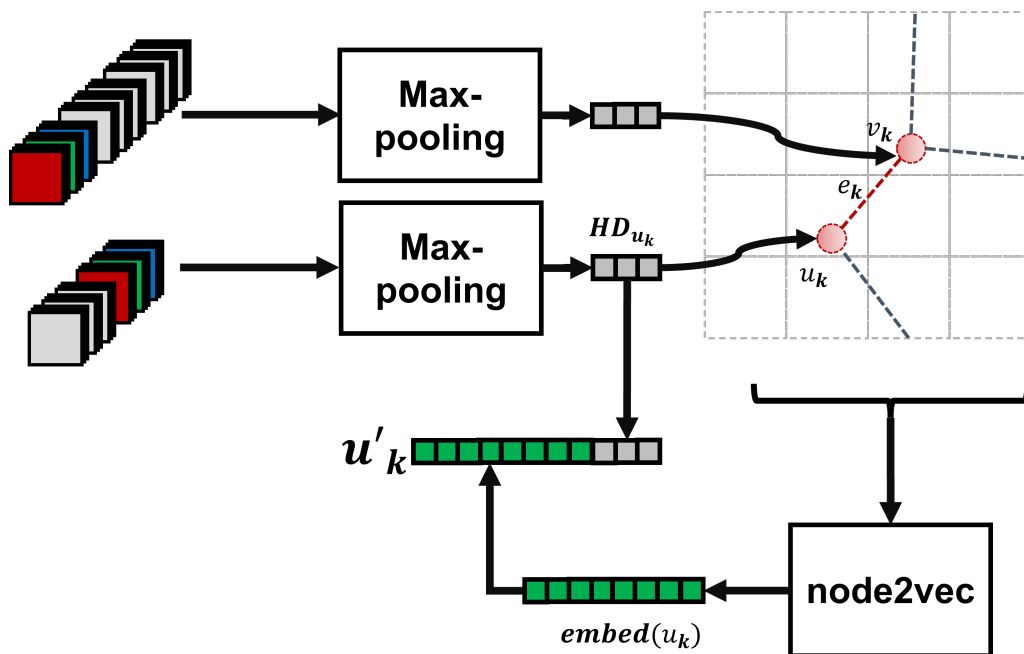 Max-
pooling
v_k
e_k
Max-
pooling
HD_{u_k}
u_k
u'_k
node2vec
embed(u_k)